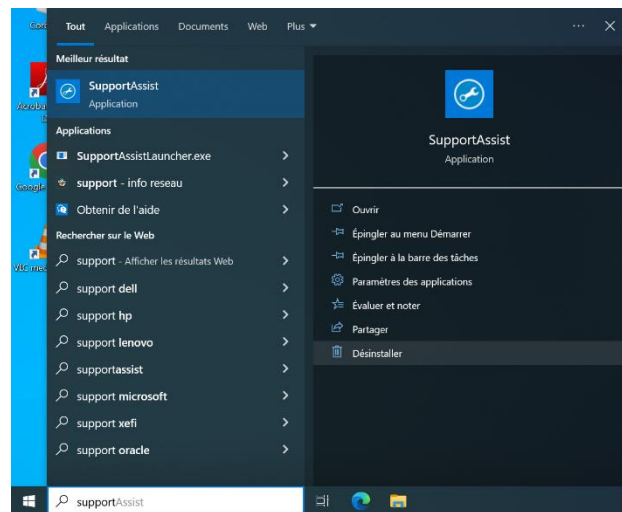 Tout Applications Documents Web Plus
Meilleur résultat
SupportAssist
Application
Applications
SupportAssistLauncher.exe
support - info reseau
Obtenir de l'aide
Rechercher sur le Web
support - Afficher les résultats Web
support dell
support hp
support lenovo
supportassist
support microsoft
support xefi
support oracle
supportAssist
SupportAssist
Application
Ouvrir
Épingler au menu Démarrer
Épingler à la barre des tâches
Paramètres des applications
Évaluer et noter
Partager
Désinstaller
Google